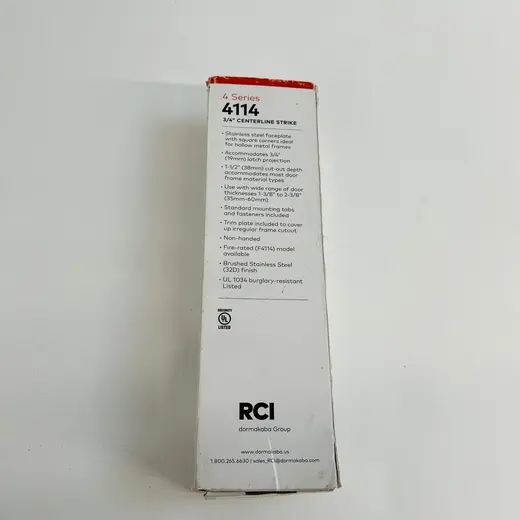 4 Series
4114
3/4" CENTERLINE STRIKE
• Stainless steel faceplate
with square corners ideal
for hollow metal frames
• Accommodates 3/4"
(19mm) latch projection
• 1-1/2" (38mm) cut-out depth
accommodates most door
frame material types
• Use with wide range of door
thicknesses 1-3/8" to 2-3/8"
(35mm-60mm)
• Standard mounting tabs
and fasteners included
• Trim plate included to cover
up irregular frame cutout
• Non-handed
• Fire-rated (F4114) model
available
• Brushed Stainless Steel
(32D) finish
• UL 1034 burglary-resistant
Listed
SECURITY
UL
LISTED
RCI
dormakaba Group
www.dormakaba.us
1.800.265.6630 | sales_RCI@dormakaba.com